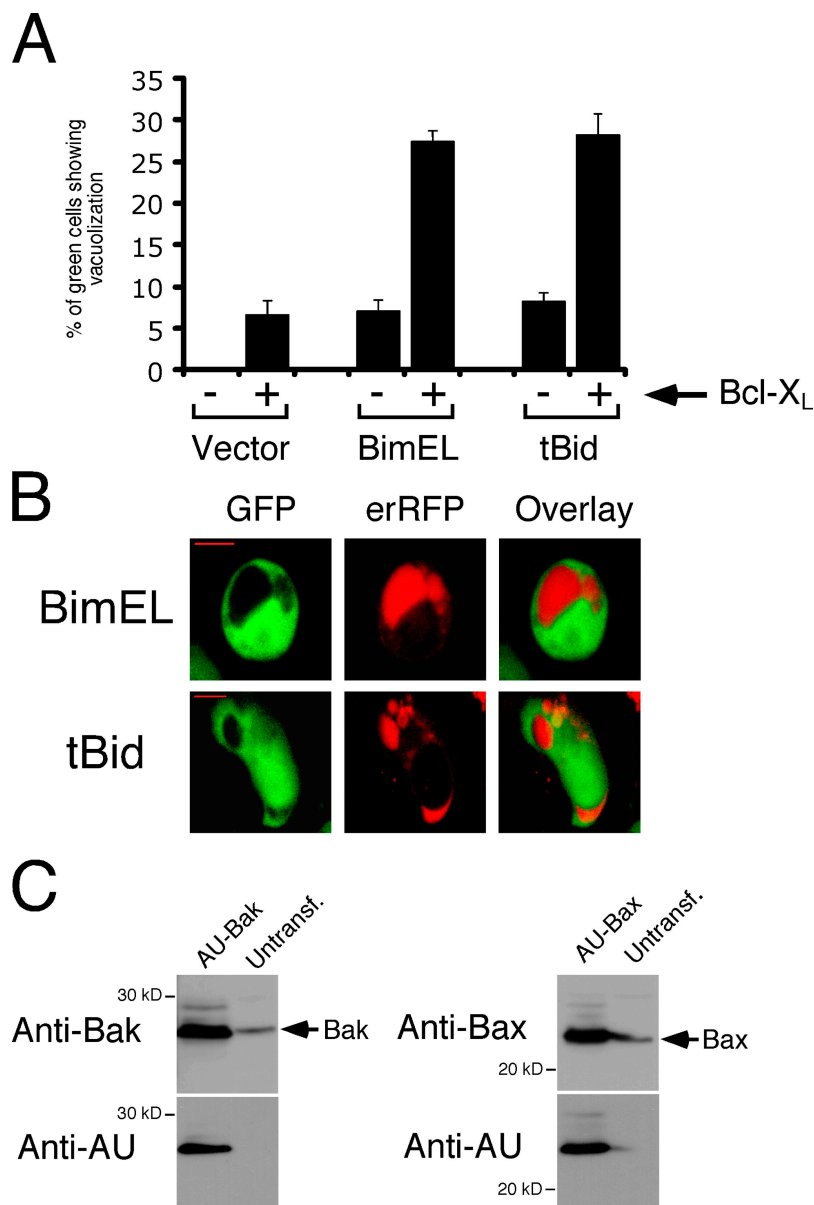 A
35
30
25
20
15
10
5
0
% of green cells showing
vacuolization
- + - + - +
Bcl-XL
Vector BimEL tBid
B
GFP erRFP Overlay
BimEL
tBid
C
AU-Bak Untransf.
30 kD
Anti-Bak
Bak
30 kD
Anti-AU
AU-Bax Untransf.
Anti-Bax
Bax
20 kD
Anti-AU
20 kD